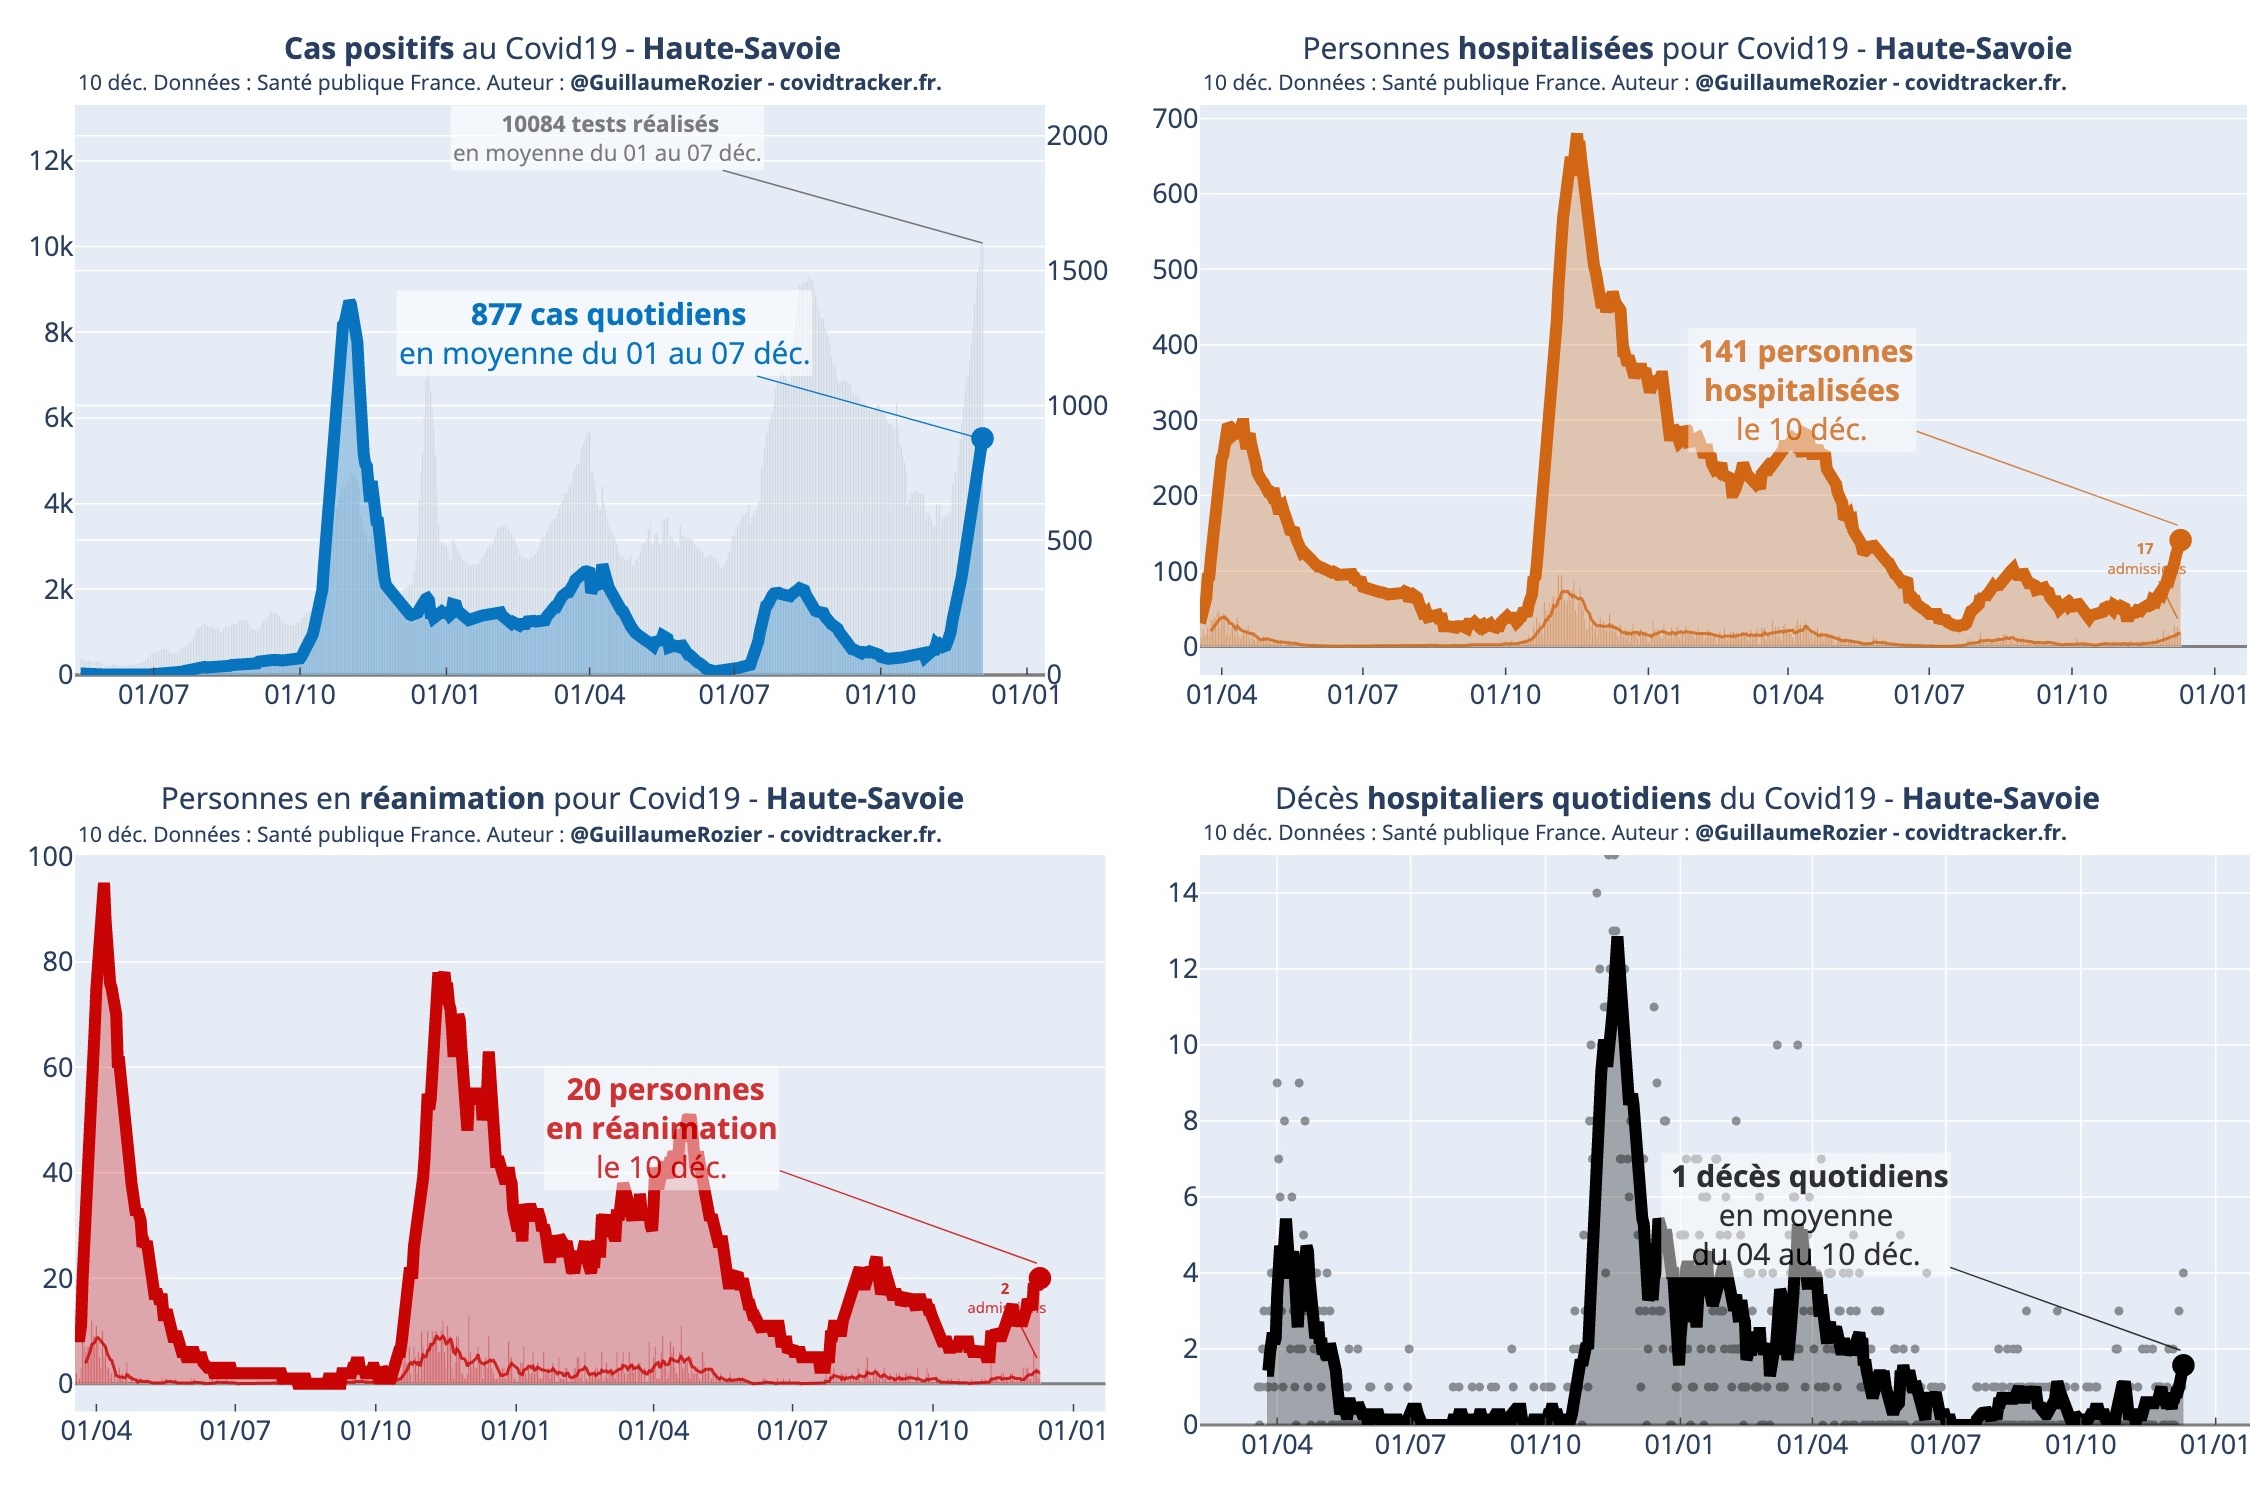 Cas positifs au Covid19 - Haute-Savoie
10 déc. Données : Santé publique France. Auteur : @GuillaumeRozier - covidtracker.fr.
10084 tests réalisés
en moyenne du 01 au 07 déc.
877 cas quotidiens
en moyenne du 01 au 07 déc.
12k
10k
8k
6k
4k
2k
0
2000
1500
1000
500
0
01/07 01/10 01/01 01/04 01/07 01/10 01/01
Personnes hospitalisées pour Covid19 - Haute-Savoie
10 déc. Données : Santé publique France. Auteur : @GuillaumeRozier - covidtracker.fr.
700
600
500
400
300
200
100
0
141 personnes
hospitalisées
le 10 déc.
17
admissions
01/04 01/07 01/10 01/01 01/04 01/07 01/10 01/01
Personnes en réanimation pour Covid19 - Haute-Savoie
10 déc. Données : Santé publique France. Auteur : @GuillaumeRozier - covidtracker.fr.
100
80
60
40
20
0
20 personnes
en réanimation
le 10 déc.
2
admissions
01/04 01/07 01/10 01/01 01/04 01/07 01/10 01/01
Décès hospitaliers quotidiens du Covid19 - Haute-Savoie
10 déc. Données : Santé publique France. Auteur : @GuillaumeRozier - covidtracker.fr.
14
12
10
8
6
4
2
0
1 décès quotidiens
en moyenne
du 04 au 10 déc.
01/04 01/07 01/10 01/01 01/04 01/07 01/10 01/01